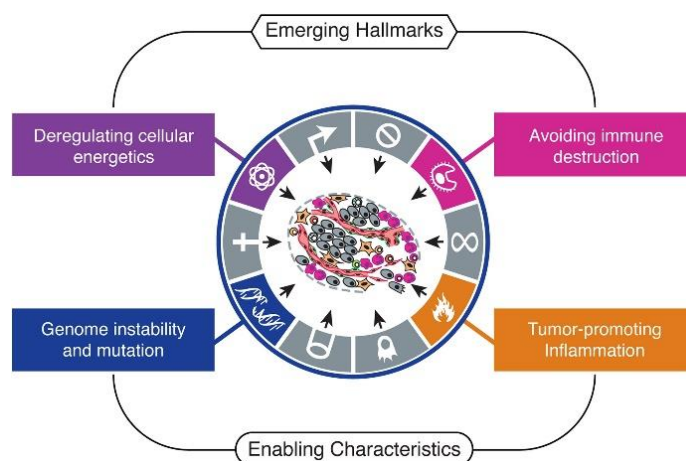 Emerging Hallmarks
Deregulating cellular
energetics
Avoiding immune
destruction
Genome instability
and mutation
Tumor-promoting
Inflammation
Enabling Characteristics